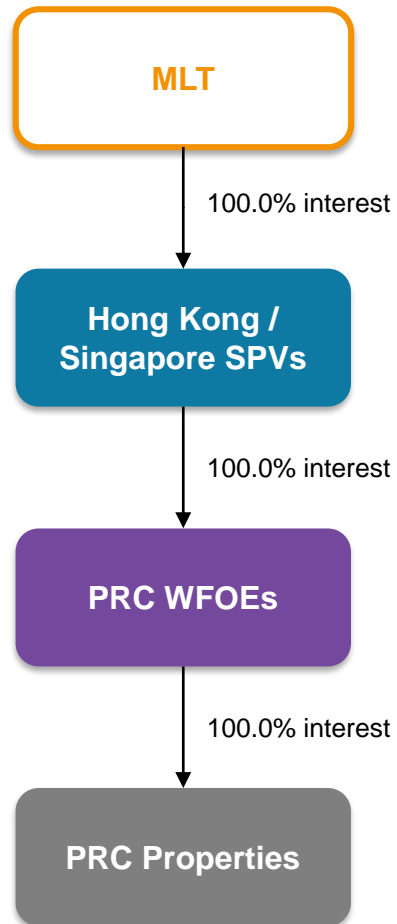 MLT
100.0% interest
Hong Kong /
Singapore SPVs
100.0% interest
PRC WFOEs
100.0% interest
PRC Properties